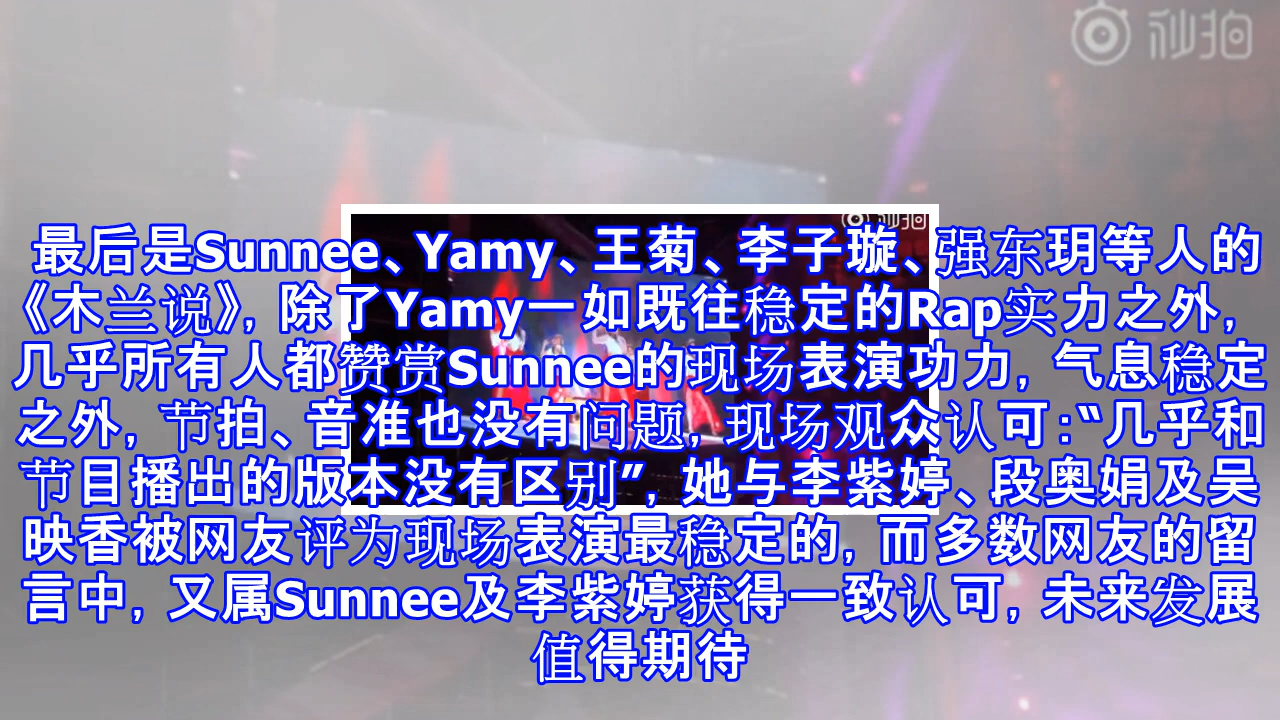 秒拍
秒拍
最后是Sunnee、Yamy、王菊、李子璇、强东玥等人的
《木兰说》，除了Yamy一如既往稳定的Rap实力之外，
几乎所有人都赞赏Sunnee的现场表演功力，气息稳定
之外，节拍、音准也没有问题，现场观众认可：“几乎和
节目播出的版本没有区别”，她与李紫婷、段奥娟及吴
映香被网友评为现场表演最稳定的，而多数网友的留
言中，又属Sunnee及李紫婷获得一致认可，未来发展
值得期待